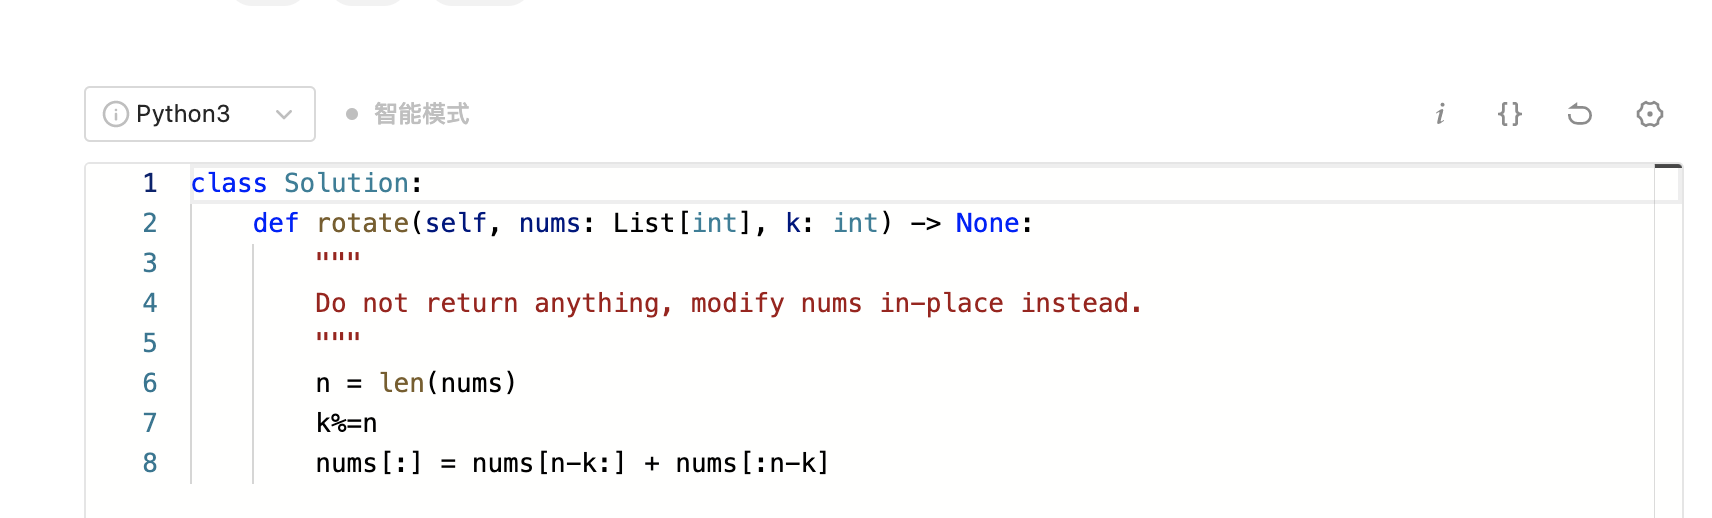 Python3 智能模式 i {}
1 class Solution:
2     def rotate(self, nums: List[int], k: int) -> None:
3         """
4         Do not return anything, modify nums in-place instead.
5         """
6         n = len(nums)
7         k%=n
8         nums[:] = nums[n-k:] + nums[:n-k]